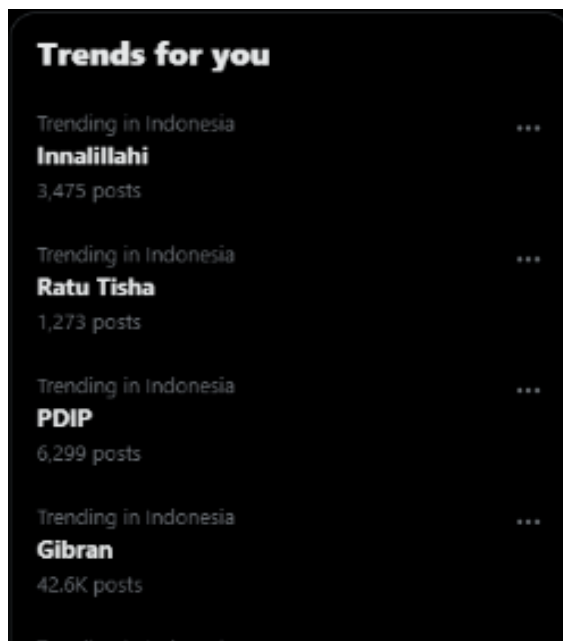 Trends for you
Trending in Indonesia
Innalillahi
3,475 posts
Trending in Indonesia
Ratu Tisha
1,273 posts
Trending in Indonesia
PDIP
6,299 posts
Trending in Indonesia
Gibran
42.6K posts